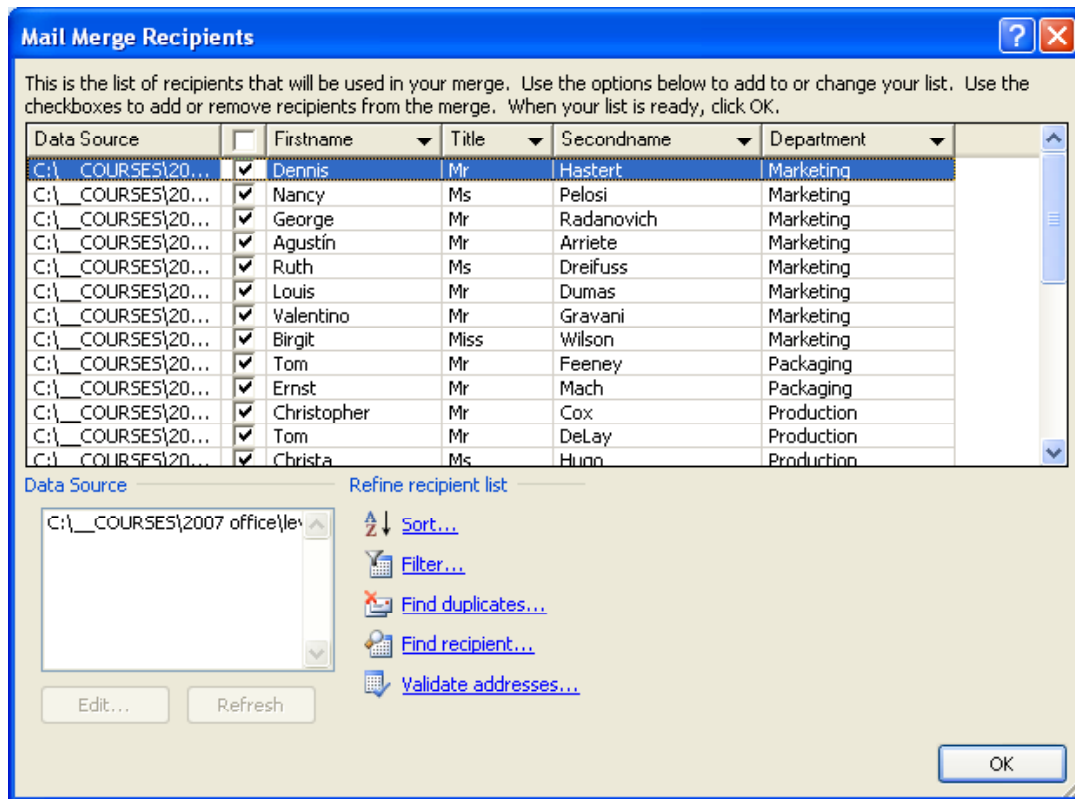 Mail Merge Recipients
This is the list of recipients that will be used in your merge. Use the options below to add to or change your list. Use the
checkboxes to add or remove recipients from the merge. When your list is ready, click OK.
Data Source Firstname Title Secondname Department
C:\__COURSES\20... Dennis Mr Hastert Marketing
C:\__COURSES\20... Nancy Ms Pelosi Marketing
C:\__COURSES\20... George Mr Radanovich Marketing
C:\__COURSES\20... Agustín Mr Arriete Marketing
C:\__COURSES\20... Ruth Ms Dreifuss Marketing
C:\__COURSES\20... Louis Mr Dumas Marketing
C:\__COURSES\20... Valentino Mr Gravani Marketing
C:\__COURSES\20... Birgit Miss Wilson Marketing
C:\__COURSES\20... Tom Mr Feeney Packaging
C:\__COURSES\20... Ernst Mr Mach Packaging
C:\__COURSES\20... Christopher Mr Cox Production
C:\__COURSES\20... Tom Mr DeLay Production
C:\__COURSES\20... Christa Ms Hugo Production
Data Source
C:\__COURSES\2007 office\lev
Edit...
Refresh
Refine recipient list
Sort...
Filter...
Find duplicates...
Find recipient...
Validate addresses...
OK